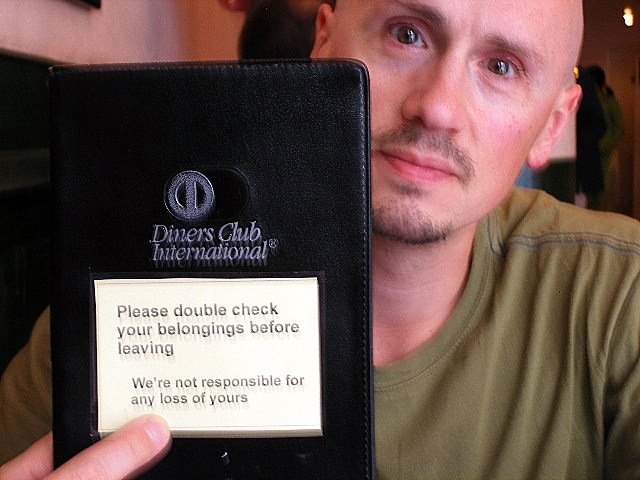 Diners Club
International®
Please double check
your belongings before
leaving
We're not responsible for
any loss of yours